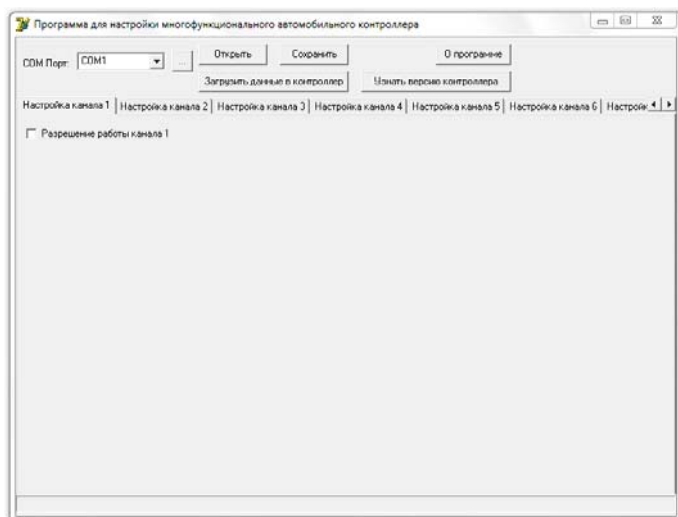 Программа для настройки многофункционального автомобильного контроллера
COM Порт: COM1 ... Открыть Сохранить О программе
Загрузить данные в контроллер Узнать версию контроллера
Настройка канала 1 Настройка канала 2 Настройка канала 3 Настройка канала 4 Настройка канала 5 Настройка канала 6 Настройк
Разрешение работы канала 1